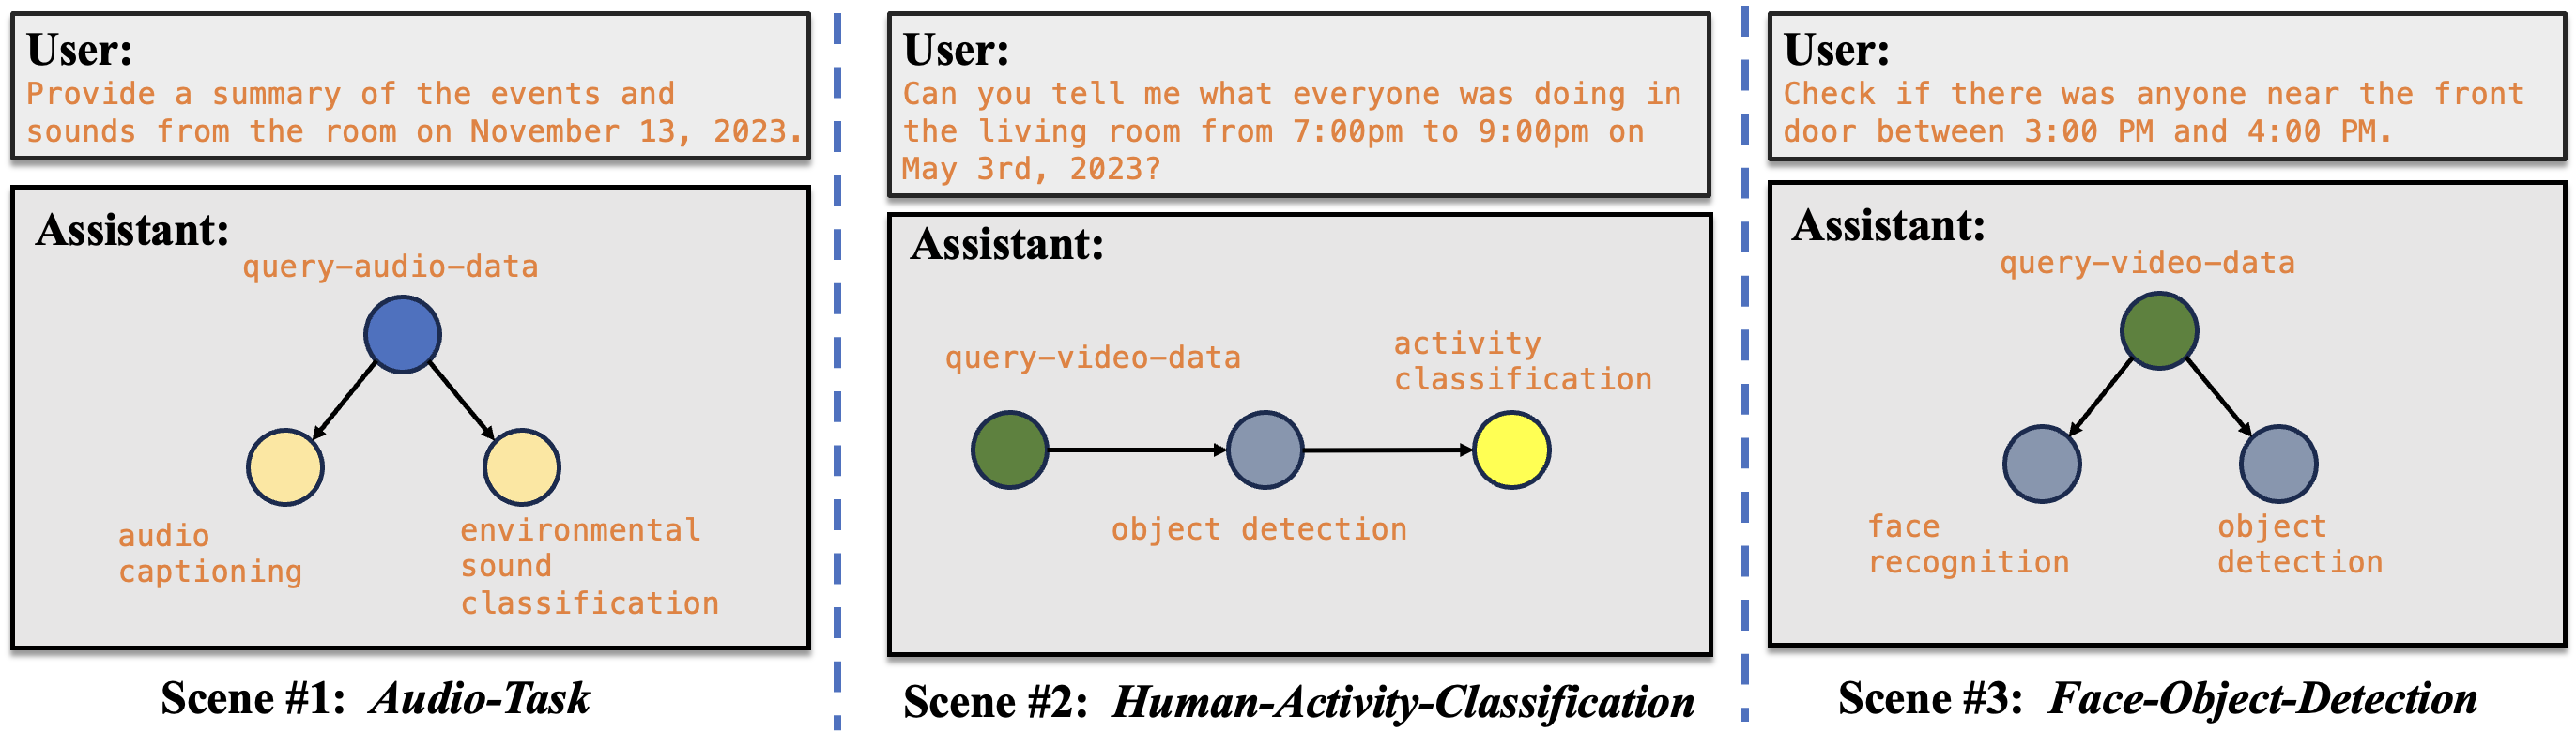 User:
Provide a summary of the events and
sounds from the room on November 13, 2023.
Assistant:
query-audio-data
audio
captioning
environmental
sound
classification
Scene #1: Audio-Task
User:
Can you tell me what everyone was doing in
the living room from 7:00pm to 9:00pm on
May 3rd, 2023?
Assistant:
query-video-data
activity
classification
object detection
Scene #2: Human-Activity-Classification
User:
Check if there was anyone near the front
door between 3:00 PM and 4:00 PM.
Assistant:
query-video-data
face
recognition
object
detection
Scene #3: Face-Object-Detection